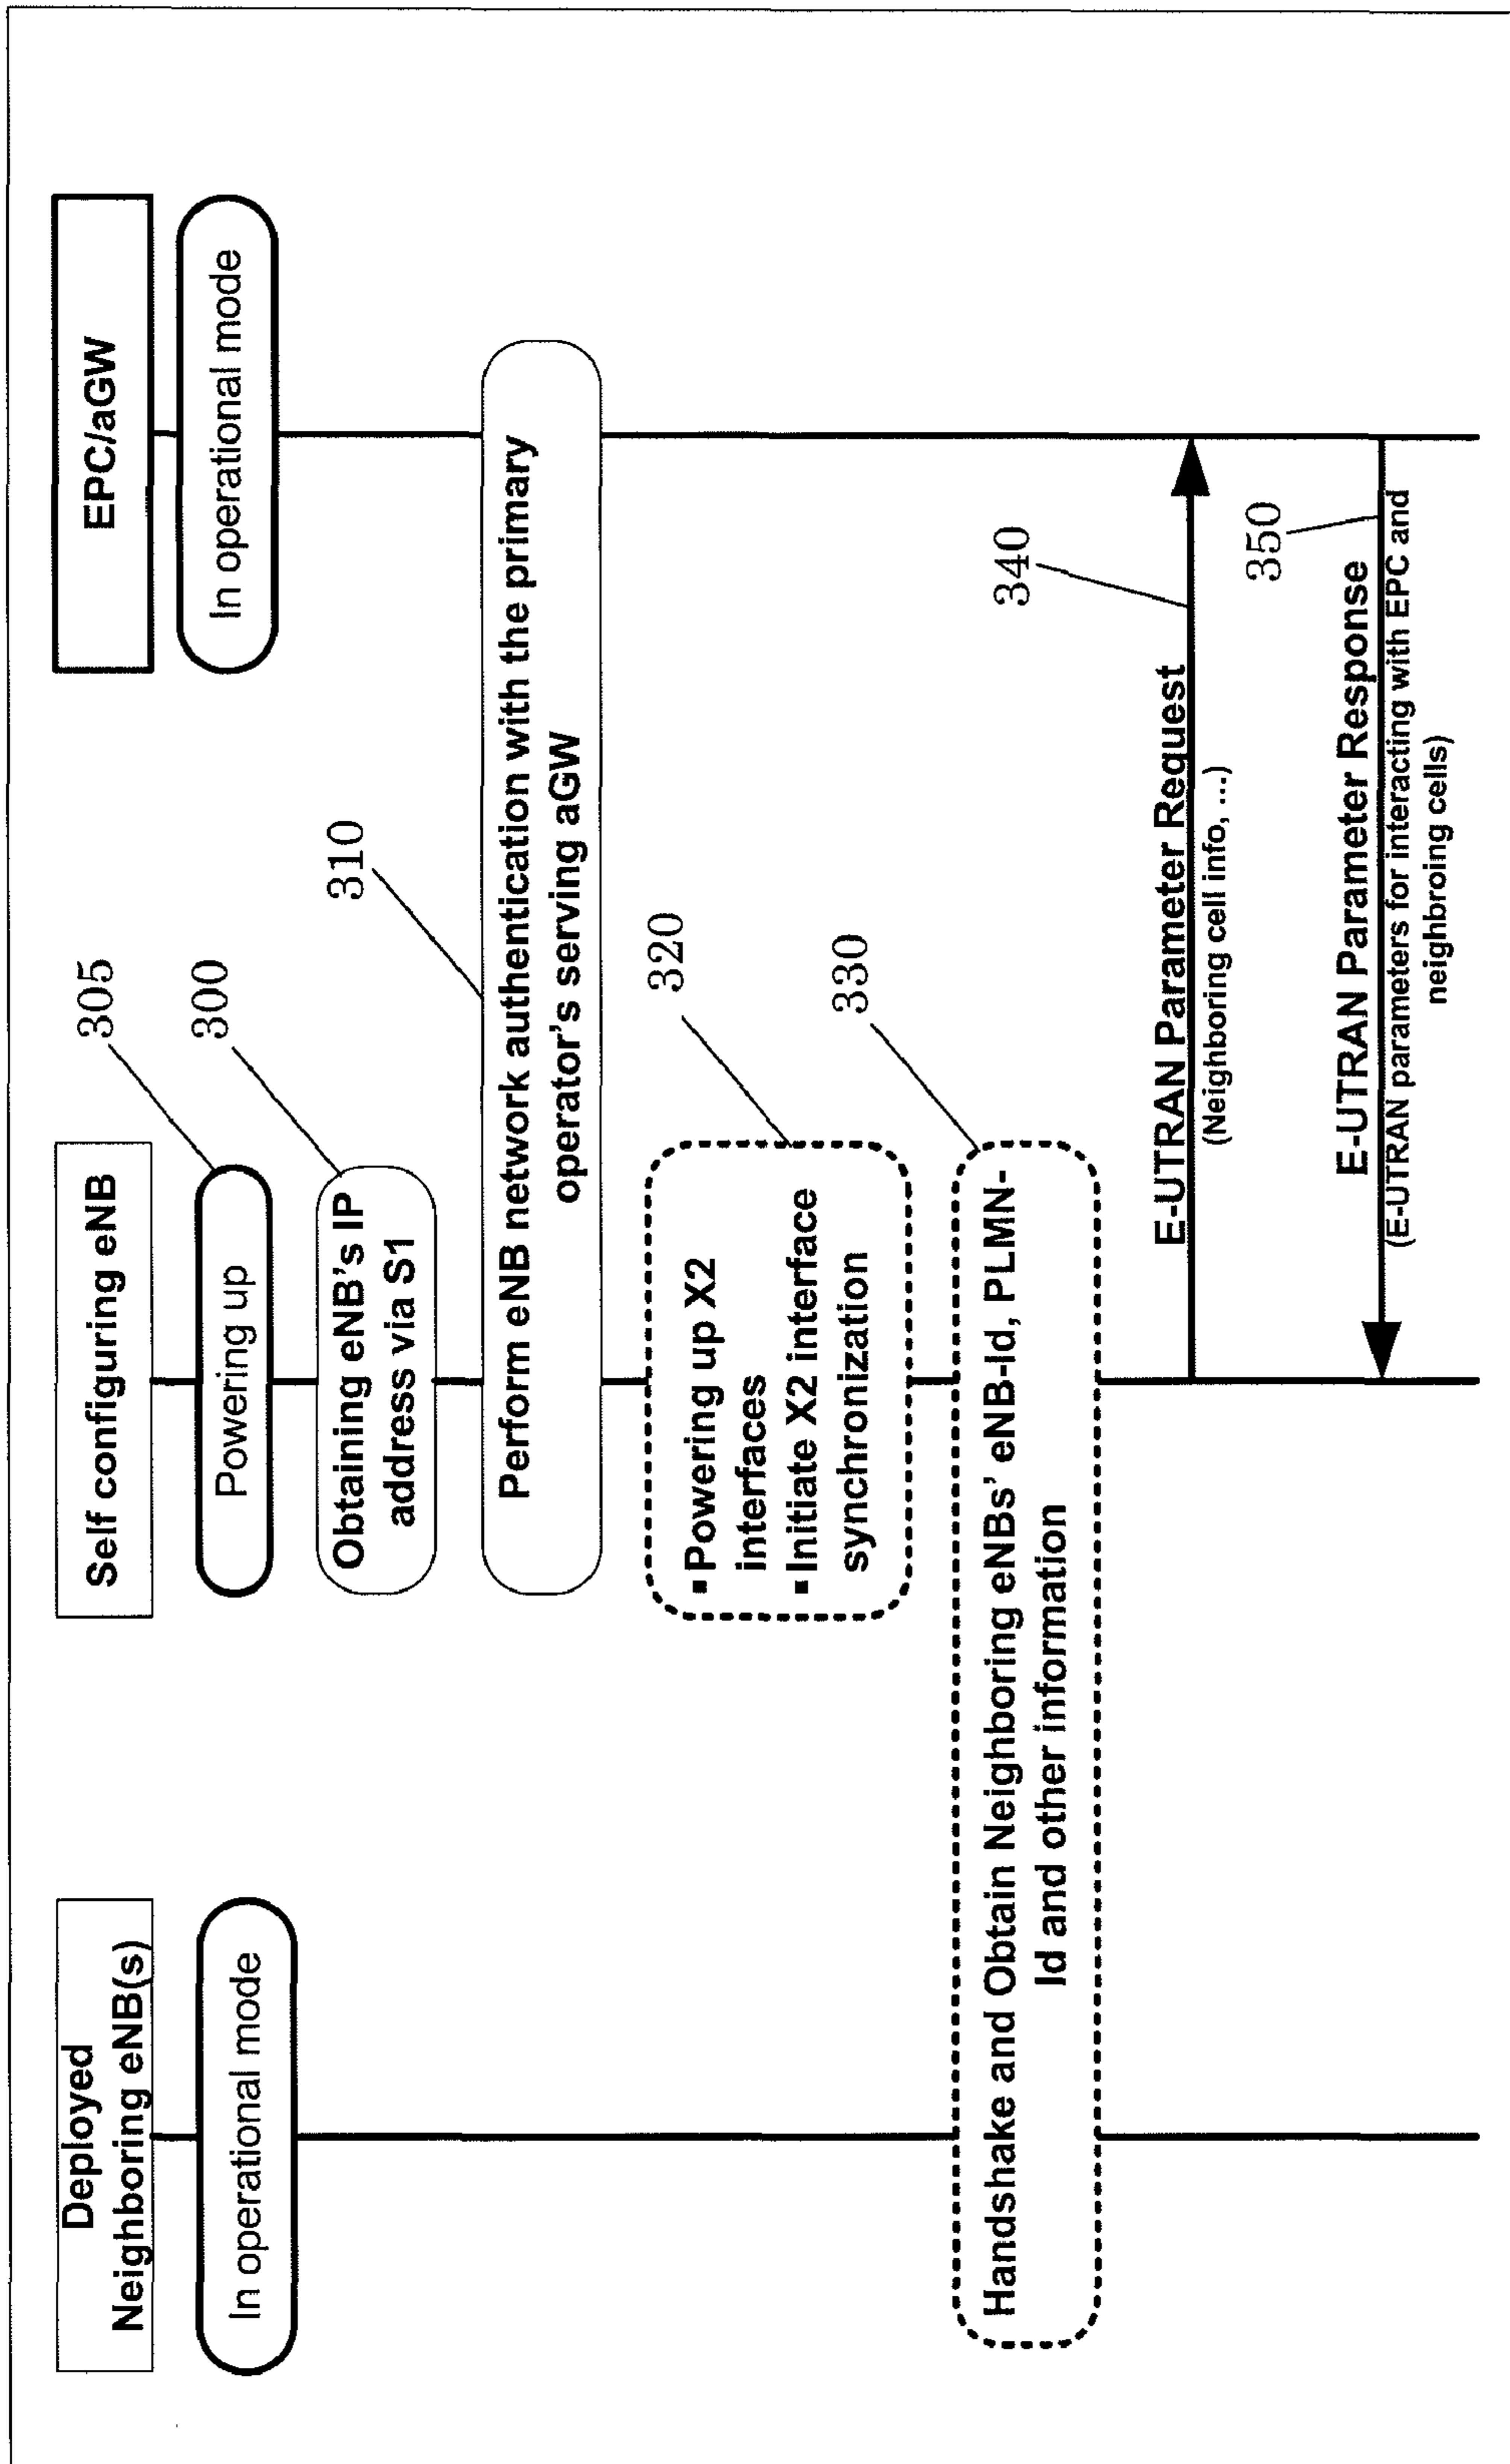 Deployed
Neighboring eNB(s)
Self configuring eNB
EPC/aGW
In operational mode
Powering up
In operational mode
305
Obtaining eNB's IP
address via S1
300
Perform eNB network authentication with the primary
operator's serving aGW
310
▪ Powering up X2
interfaces
▪ Initiate X2 interface
synchronization
320
Handshake and Obtain Neighboring eNBs' eNB-Id, PLMN-
Id and other information
330
E-UTRAN Parameter Request
(Neighboring cell info, ...)
340
E-UTRAN Parameter Response
(E-UTRAN parameters for interacting with EPC and
neighbroing cells)
350